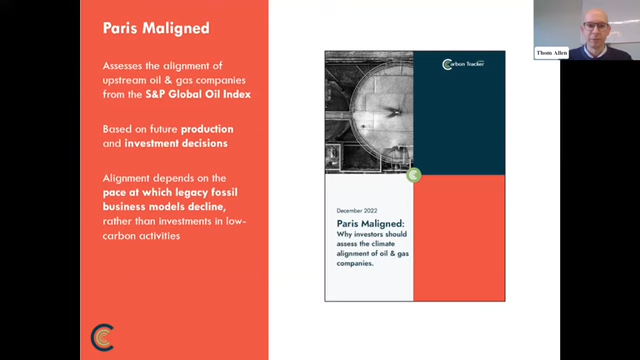 Paris Maligned
Assesses the alignment of
upstream oil & gas companies
from the S&P Global Oil Index
Based on future production
and investment decisions
Alignment depends on the
pace at which legacy fossil
business models decline,
rather than investments in low-
carbon activities
Carbon Tracker
December 2022
Paris Maligned:
Why investors should
assess the climate
alignment of oil & gas
companies.
Thom Allen